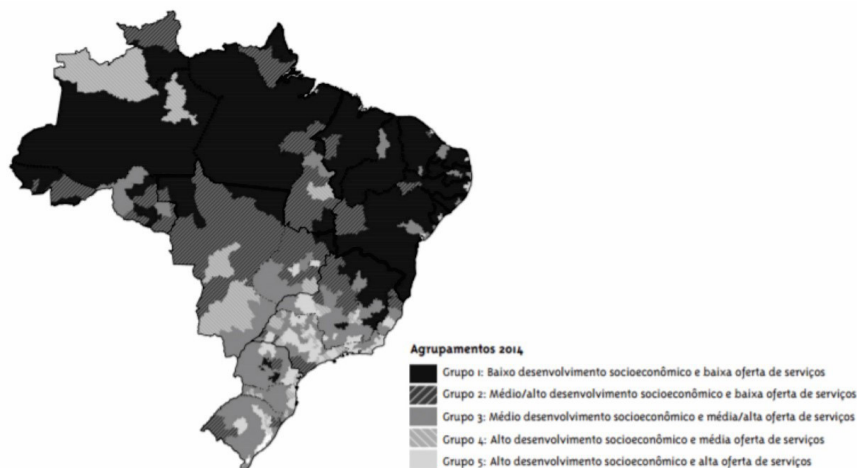 Agrupamentos 2014
Grupo 1: Baixo desenvolvimento socioeconômico e baixa oferta de serviços
Grupo 2: Médio/alto desenvolvimento socioeconômico e baixa oferta de serviços
Grupo 3: Médio desenvolvimento socioeconômico e média/alta oferta de serviços
Grupo 4: Alto desenvolvimento socioeconômico e média oferta de serviços
Grupo 5: Alto desenvolvimento socioeconômico e alta oferta de serviços